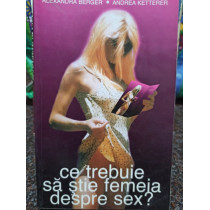 ALEXANDRA BERGER • ANDREA KETTERER
ce trebuie
să știe femeia
despre sex?